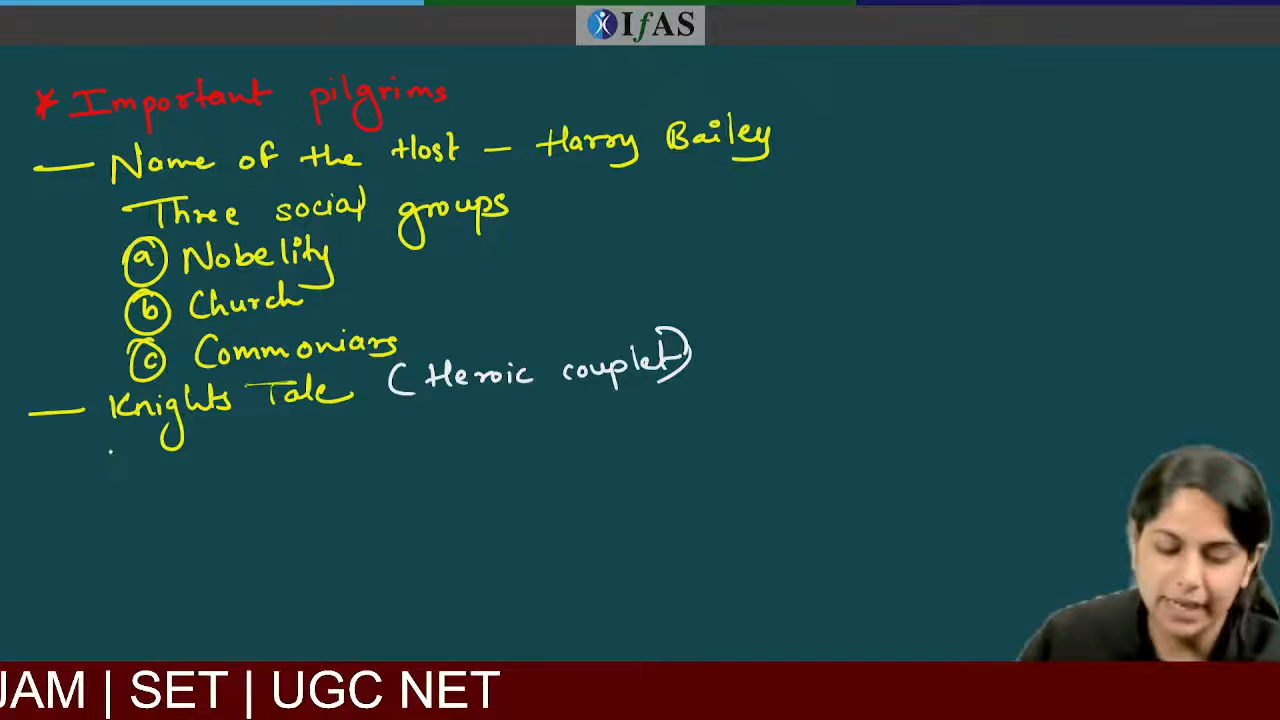 IfAS
* Important pilgrims
— Name of the Host – Harry Bailey
Three social groups
(a) Nobelity
(b) Church
(c) Commoniars
— Knights Tale (Heroic couplet)
JAM | SET | UGC NET